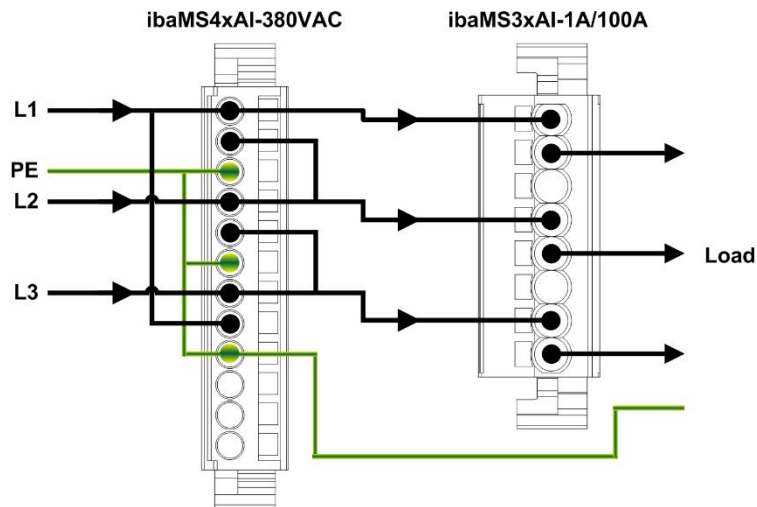 ibaMS4xAI-380VAC
ibaMS3xAI-1A/100A
L1
PE
L2
Load
L3